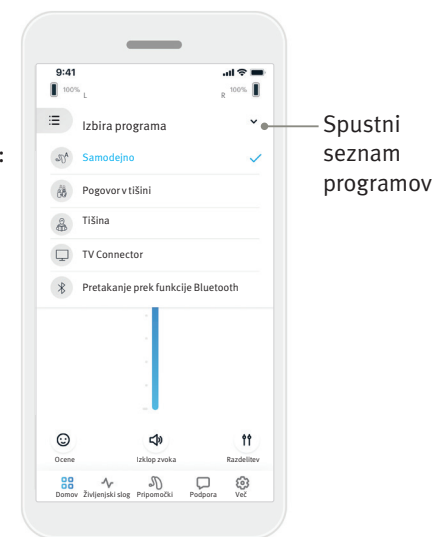 9:41
100% L
R 100%
Izbira programa
Samodejno
Pogovor v tišini
Tišina
TV Connector
Pretakanje prek funkcije Bluetooth
Ocene
Izklop zvoka
Razdelitev
Domov
Življenjski slog
Pripomočki
Podpora
Več
:
Spustni
seznam
programov